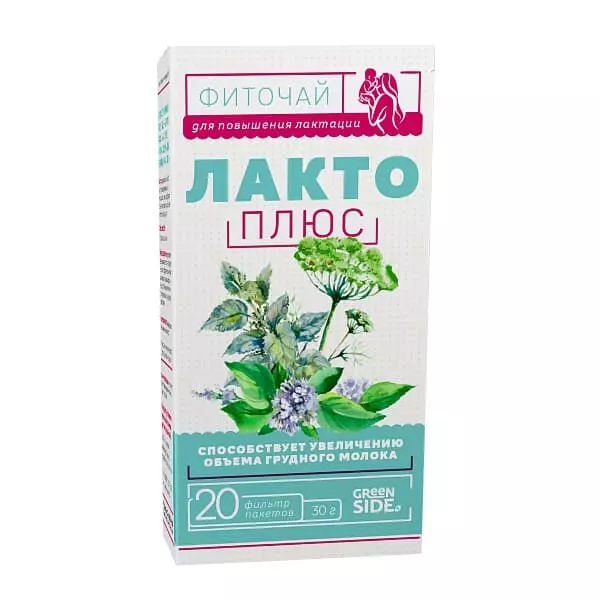 ФИТОЧАЙ
для повышения лактации
ЛАКТО
ПЛЮС
СПОСОБСТВУЕТ УВЕЛИЧЕНИЮ
ОБЪЕМА ГРУДНОГО МОЛОКА
20 фильтр
пакетов
30 г
GREEN
SIDE